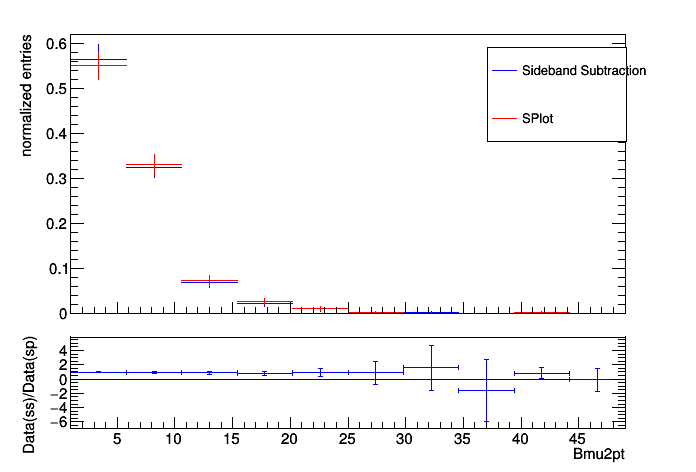 normalized entries
0.6
0.5
0.4
0.3
0.2
0.1
0
Sideband Subtraction
SPlot
Data(ss)/Data(sp)
4
2
0
−2
−4
−6
5 10 15 20 25 30 35 40 45
Bmu2pt